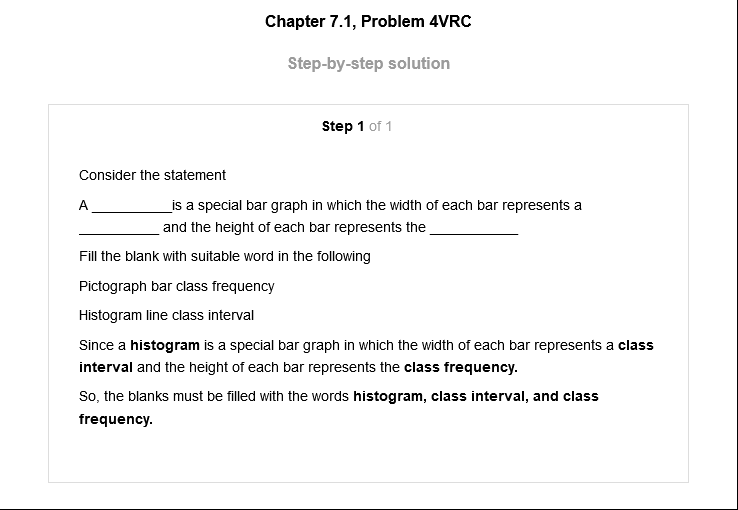 Chapter 7.1, Problem 4VRC
Step-by-step solution
Step 1 of 1
Consider the statement
A __________is a special bar graph in which the width of each bar represents a
__________ and the height of each bar represents the ___________
Fill the blank with suitable word in the following
Pictograph bar class frequency
Histogram line class interval
Since a histogram is a special bar graph in which the width of each bar represents a class
interval and the height of each bar represents the class frequency.
So, the blanks must be filled with the words histogram, class interval, and class
frequency.